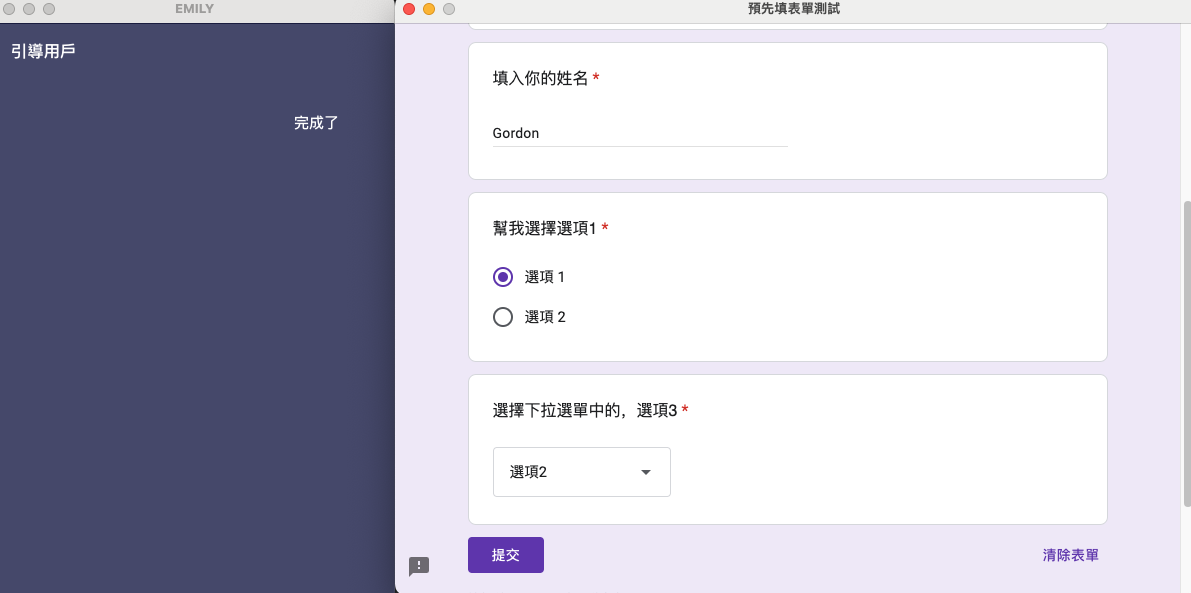 EMILY
引導用戶
完成了
預先填表單測試
填入你的姓名 *
Gordon
幫我選擇選項1 *
選項 1
選項 2
選擇下拉選單中的，選項3 *
選項2
提交
清除表單